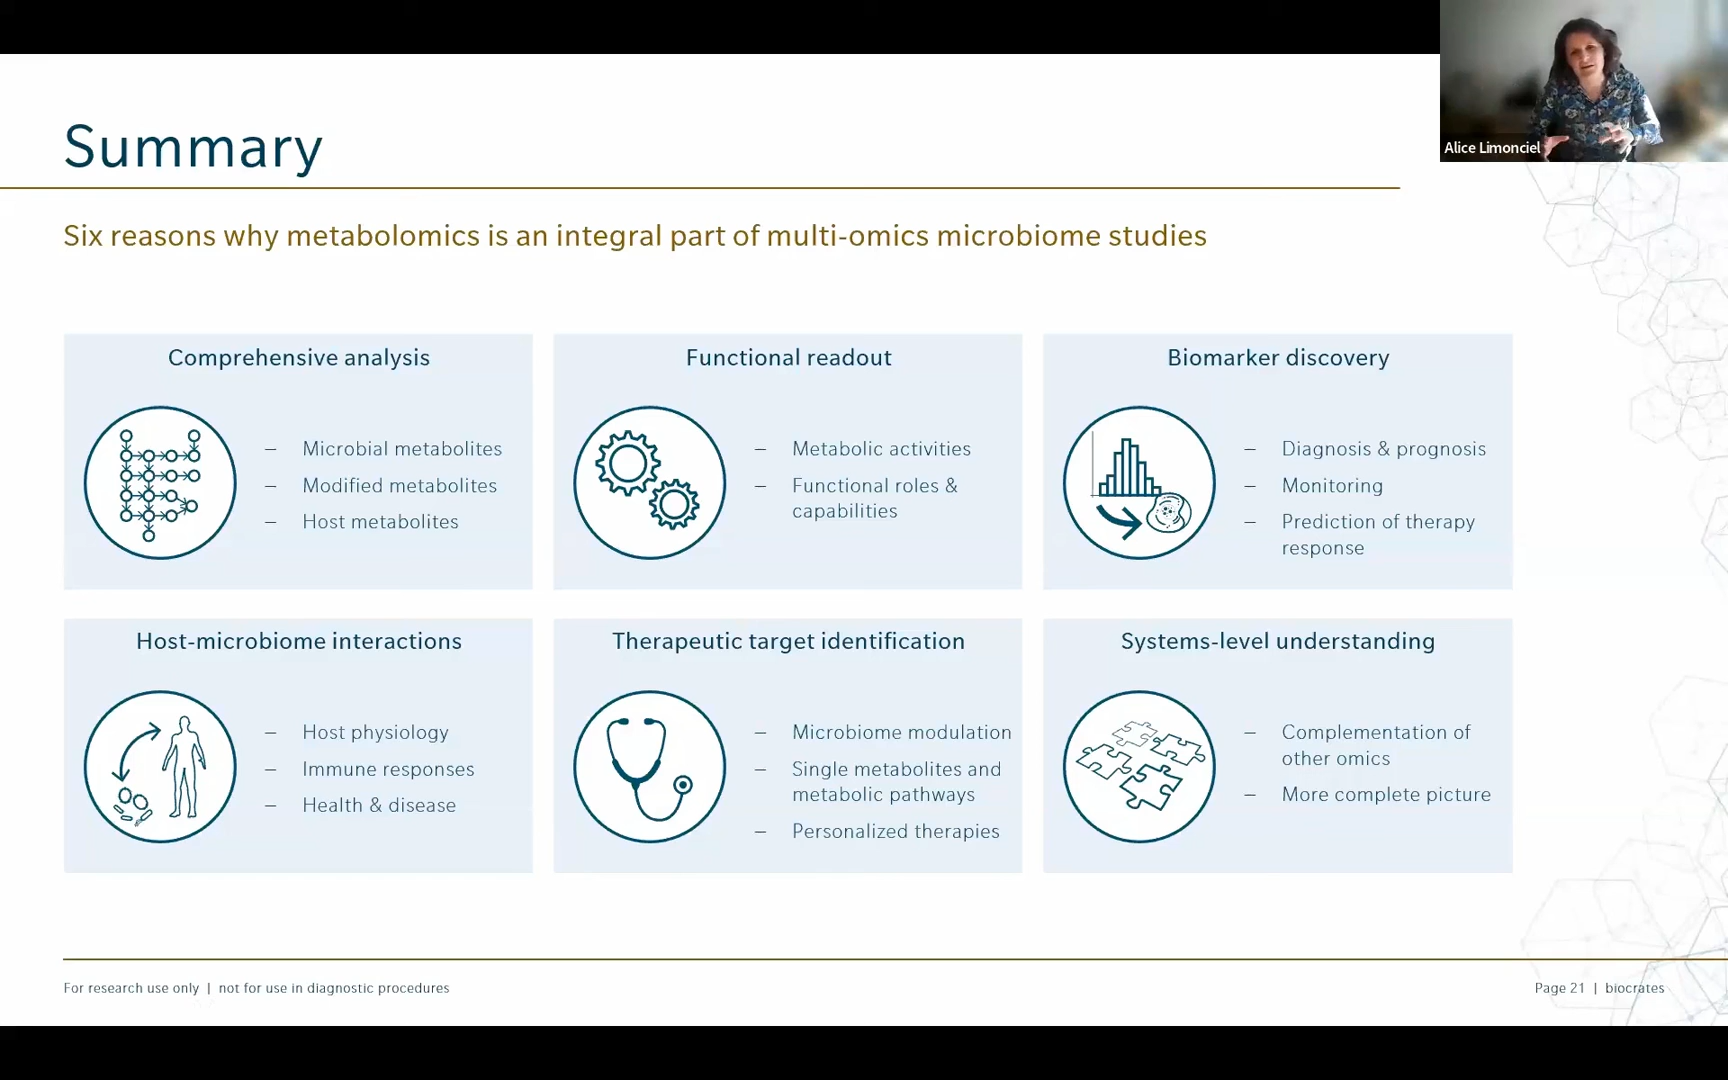 Alice Limonciel
Summary
Six reasons why metabolomics is an integral part of multi-omics microbiome studies
Comprehensive analysis
– Microbial metabolites
– Modified metabolites
– Host metabolites
Functional readout
– Metabolic activities
– Functional roles &
capabilities
Biomarker discovery
– Diagnosis & prognosis
– Monitoring
– Prediction of therapy
response
Host-microbiome interactions
– Host physiology
– Immune responses
– Health & disease
Therapeutic target identification
– Microbiome modulation
– Single metabolites and
metabolic pathways
– Personalized therapies
Systems-level understanding
– Complementation of
other omics
– More complete picture
For research use only | not for use in diagnostic procedures
Page 21 | biocrates